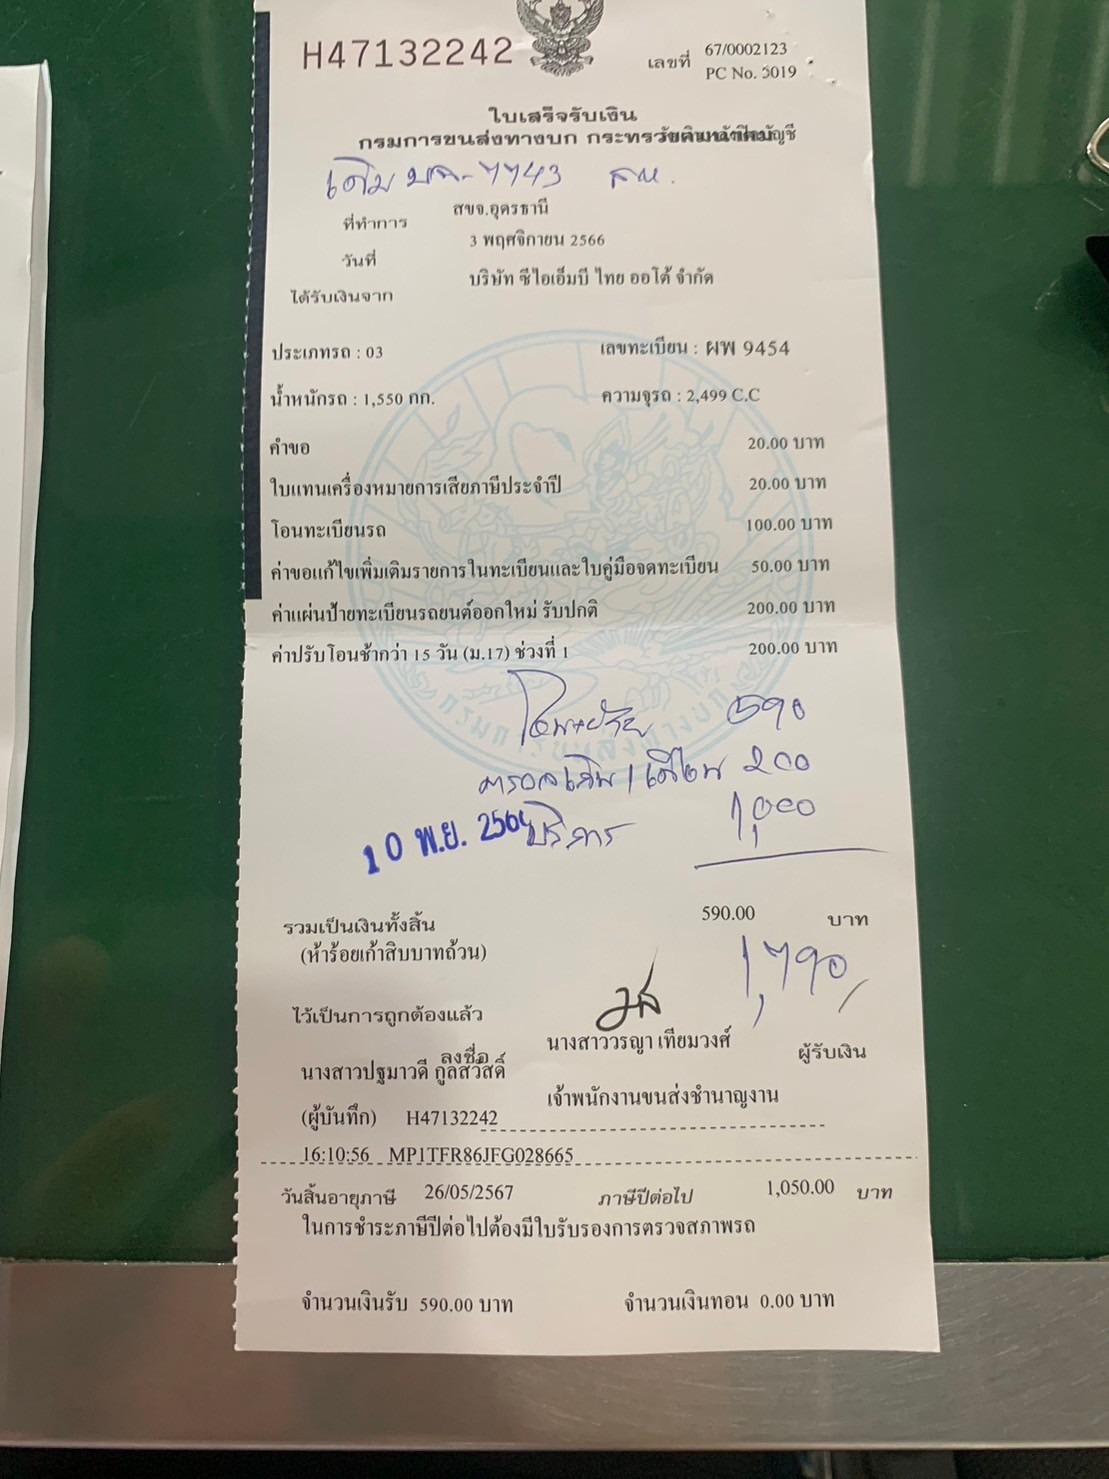 H47132242
เลขที่ 67/0002123
PC No. 5019
ใบเสร็จรับเงิน
กรมการขนส่งทางบก กระทรวง
เดิม 7743
ที่ทำการ สขจ.อุดรธานี
วันที่ 3 พฤศจิกายน 2566
ได้รับเงินจาก บริษัท ซีไอเอ็มบี ไทย ออโต้ จำกัด
ประเภทรถ : 03 เลขทะเบียน : ผพ 9454
น้ำหนักรถ : 1,550 กก. ความจุรถ : 2,499 C.C
คำขอ 20.00 บาท
ใบแทนเครื่องหมายการเสียภาษีประจำปี 20.00 บาท
โอนทะเบียนรถ 100.00 บาท
ค่าขอแก้ไขเพิ่มเติมรายการในทะเบียนและใบคู่มือจดทะเบียน 50.00 บาท
ค่าแผ่นป้ายทะเบียนรถยนต์ออกใหม่ รับปกติ 200.00 บาท
ค่าปรับโอนช้ากว่า 15 วัน (ม.17) ช่วงที่ 1 200.00 บาท
590
200
10 พ.ย. 256 บริการ 1,000
รวมเป็นเงินทั้งสิ้น 590.00 บาท
(ห้าร้อยเก้าสิบบาทถ้วน) 1,790
ไว้เป็นการถูกต้องแล้ว
ลงชื่อ นางสาววรญา เทียมวงศ์ ผู้รับเงิน
นางสาวปฐมาวดี กูลสวัสดิ์
เจ้าพนักงานขนส่งชำนาญงาน
(ผู้บันทึก) H47132242
16:10:56 MP1TFR86JFG028665
วันสิ้นอายุภาษี 26/05/2567 ภาษีปีต่อไป 1,050.00 บาท
ในการชำระภาษีปีต่อไปต้องมีใบรับรองการตรวจสภาพรถ
จำนวนเงินรับ 590.00 บาท จำนวนเงินทอน 0.00 บาท